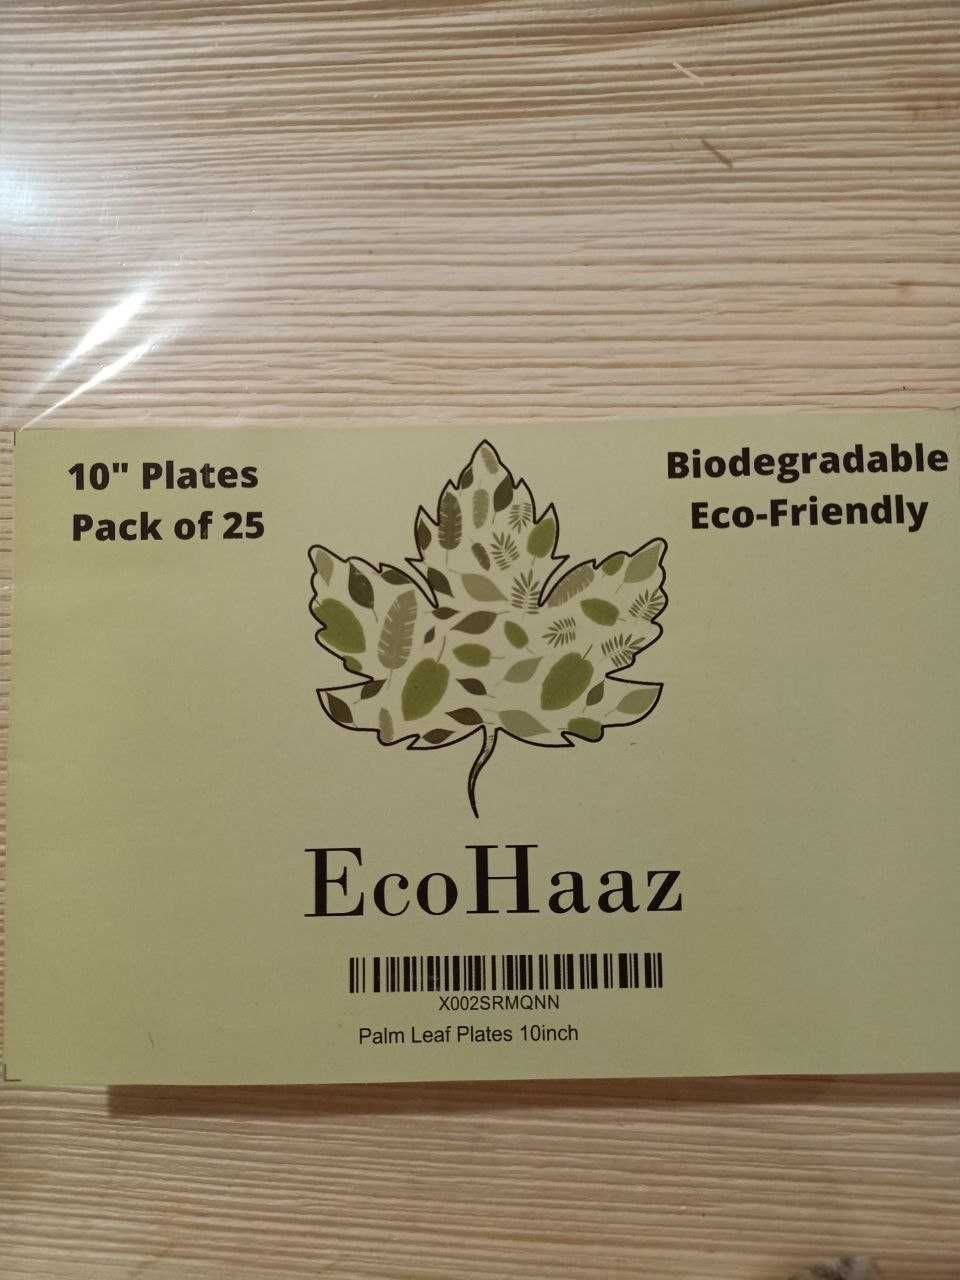 10" Plates
Pack of 25
Biodegradable
Eco-Friendly
EcoHaaz
X002SRMQNN
Palm Leaf Plates 10inch